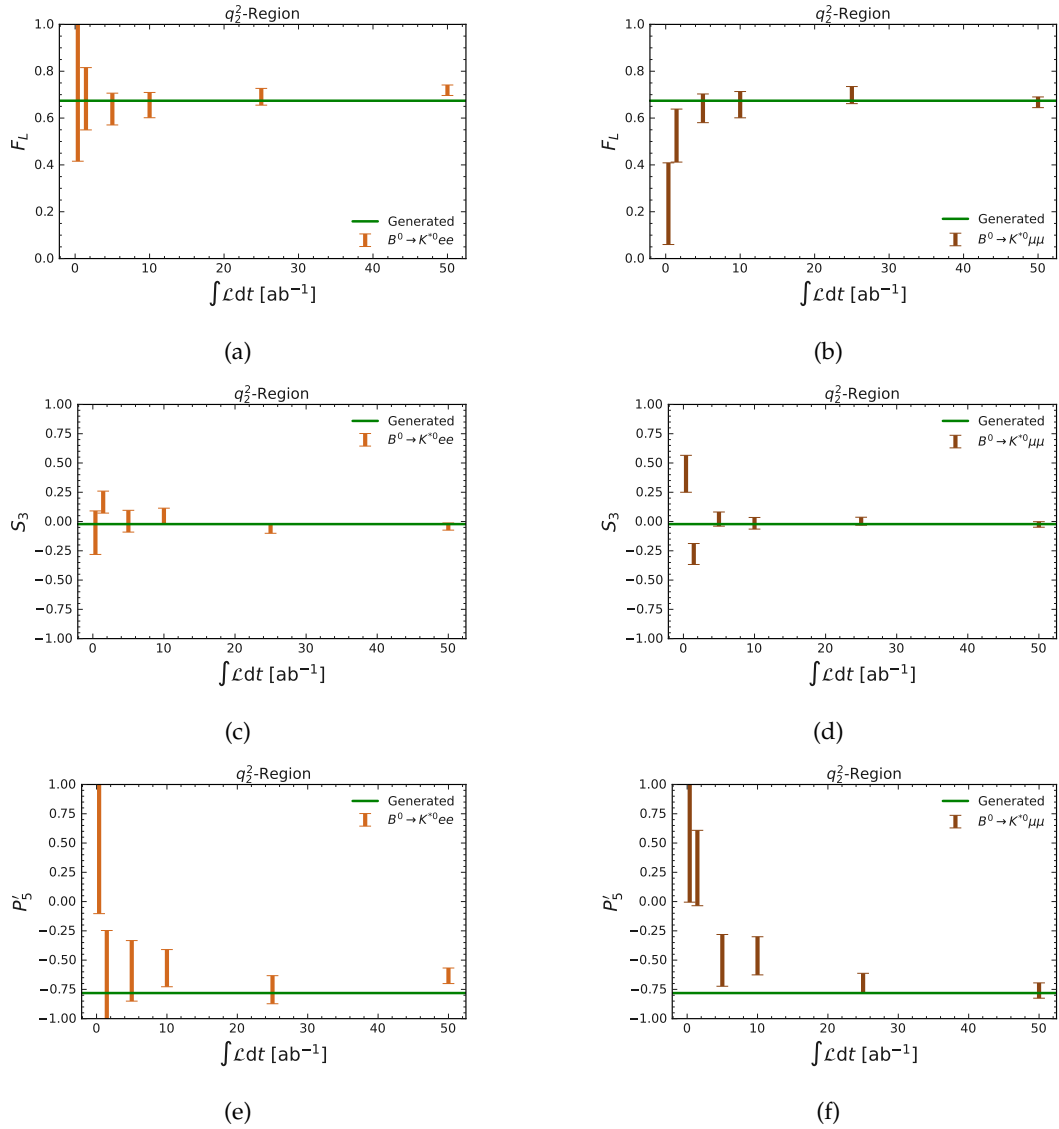 q₂²-Region
1.0
0.8
0.6
0.4
0.2
0.0
F_L
Generated
B⁰ → K*⁰ee
0 10 20 30 40 50
∫ℒdt [ab⁻¹]
(a)
q₂²-Region
1.0
0.8
0.6
0.4
0.2
0.0
F_L
Generated
B⁰ → K*⁰μμ
0 10 20 30 40 50
∫ℒdt [ab⁻¹]
(b)
q₂²-Region
1.00
0.75
0.50
0.25
0.00
−0.25
−0.50
−0.75
−1.00
S₃
Generated
B⁰ → K*⁰ee
0 10 20 30 40 50
∫ℒdt [ab⁻¹]
(c)
q₂²-Region
1.00
0.75
0.50
0.25
0.00
−0.25
−0.50
−0.75
−1.00
S₃
Generated
B⁰ → K*⁰μμ
0 10 20 30 40 50
∫ℒdt [ab⁻¹]
(d)
q₂²-Region
1.00
0.75
0.50
0.25
0.00
−0.25
−0.50
−0.75
−1.00
P′₅
Generated
B⁰ → K*⁰ee
0 10 20 30 40 50
∫ℒdt [ab⁻¹]
(e)
q₂²-Region
1.00
0.75
0.50
0.25
0.00
−0.25
−0.50
−0.75
−1.00
P′₅
Generated
B⁰ → K*⁰μμ
0 10 20 30 40 50
∫ℒdt [ab⁻¹]
(f)